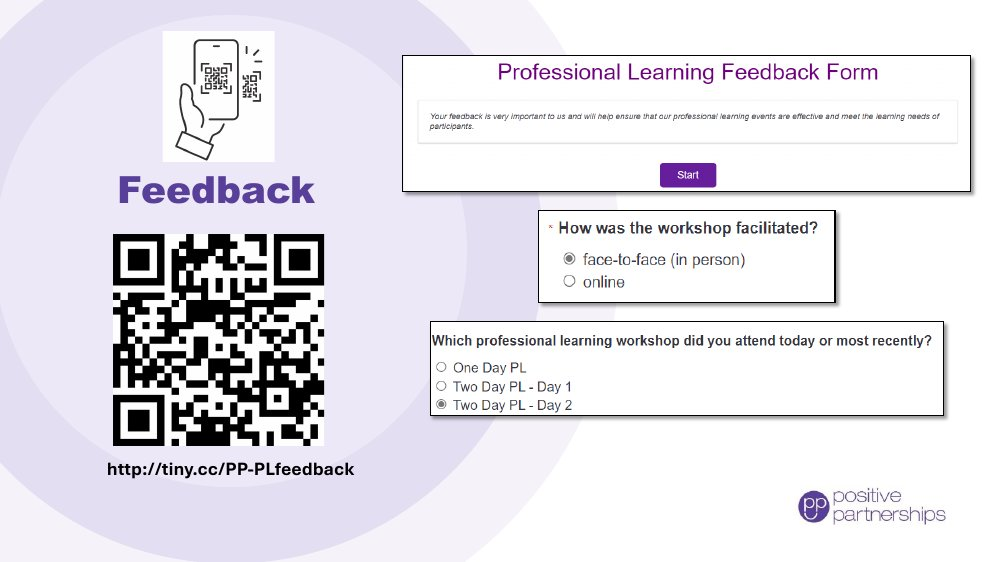 Feedback
http://tiny.cc/PP-PLfeedback
Professional Learning Feedback Form
Your feedback is very important to us and will help ensure that our professional learning events are effective and meet the learning needs of
participants.
Start
* How was the workshop facilitated?
face-to-face (in person)
online
Which professional learning workshop did you attend today or most recently?
One Day PL
Two Day PL - Day 1
Two Day PL - Day 2
pp positive
partnerships